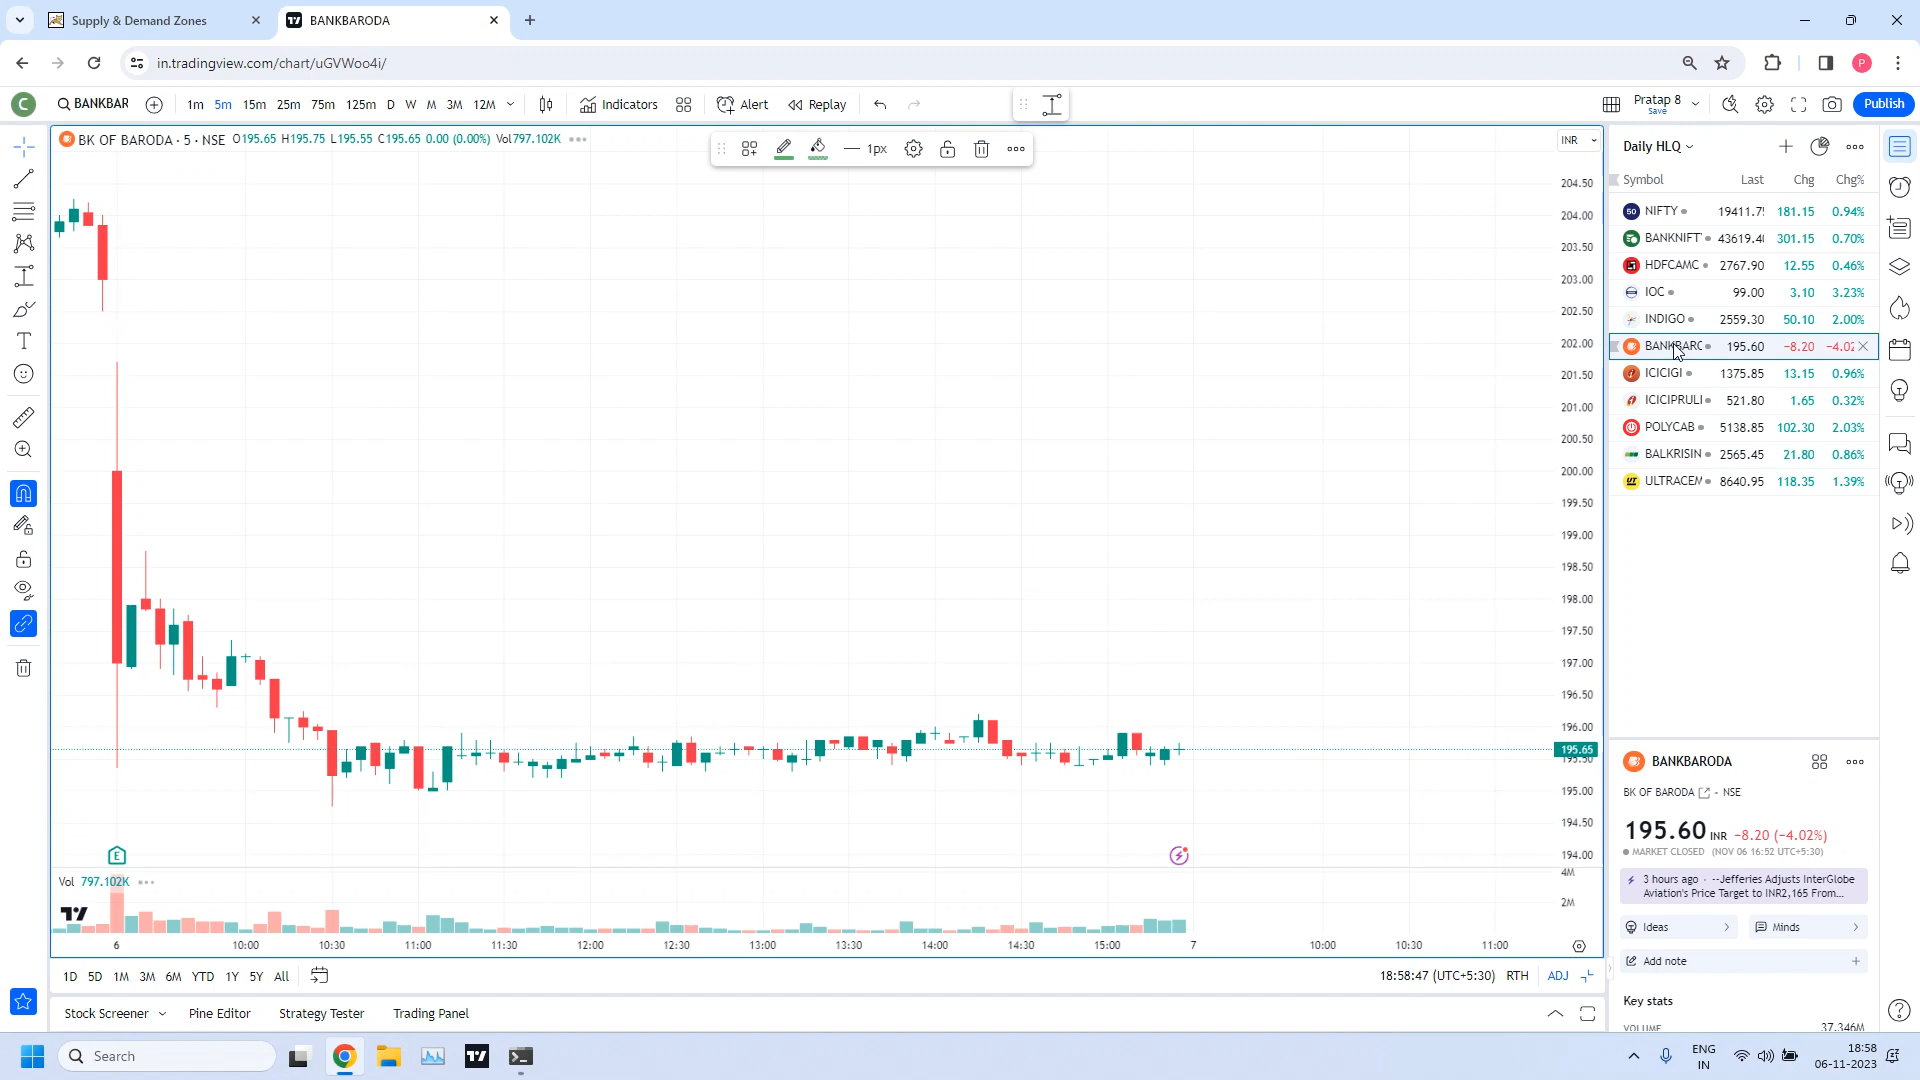 Supply & Demand Zones
BANKBARODA
in.tradingview.com/chart/uGVWoo4i/
P
C
BANKBAR
1m 5m 15m 25m 75m 125m D W M 3M 12M
Indicators
Alert
Replay
Pratap 8
Save
Publish
BK OF BARODA · 5 · NSE O195.65 H195.75 L195.55 C195.65 0.00 (0.00%) Vol797.102K
1px
INR
204.50
204.00
203.50
203.00
202.50
202.00
201.50
201.00
200.50
200.00
199.50
199.00
198.50
198.00
197.50
197.00
196.50
196.00
195.65
195.50
195.00
194.50
194.00
E
Vol 797.102K
4M
2M
6 10:00 10:30 11:00 11:30 12:00 12:30 13:00 13:30 14:00 14:30 15:00 7 10:00 10:30 11:00
1D 5D 1M 3M 6M YTD 1Y 5Y All
18:58:47 (UTC+5:30) RTH ADJ
Stock Screener Pine Editor Strategy Tester Trading Panel
Daily HLQ
Symbol Last Chg Chg%
50 NIFTY 19411.7 181.15 0.94%
BANKNIFT 43619.4 301.15 0.70%
HDFCAMC 2767.90 12.55 0.46%
IOC 99.00 3.10 3.23%
INDIGO 2559.30 50.10 2.00%
BANKBARO 195.60 −8.20 −4.02
ICICIGI 1375.85 13.15 0.96%
ICICIPRULI 521.80 1.65 0.32%
POLYCAB 5138.85 102.30 2.03%
BALKRISIN 2565.45 21.80 0.86%
ULTRACEM 8640.95 118.35 1.39%
BANKBARODA
BK OF BARODA - NSE
195.60 INR −8.20 (−4.02%)
MARKET CLOSED (NOV 06 16:52 UTC+5:30)
3 hours ago · --Jefferies Adjusts InterGlobe
Aviation's Price Target to INR2,165 From...
Ideas
Minds
Add note
Key stats
VOLUME 37.346M
Search
ENG
IN
18:58
06-11-2023